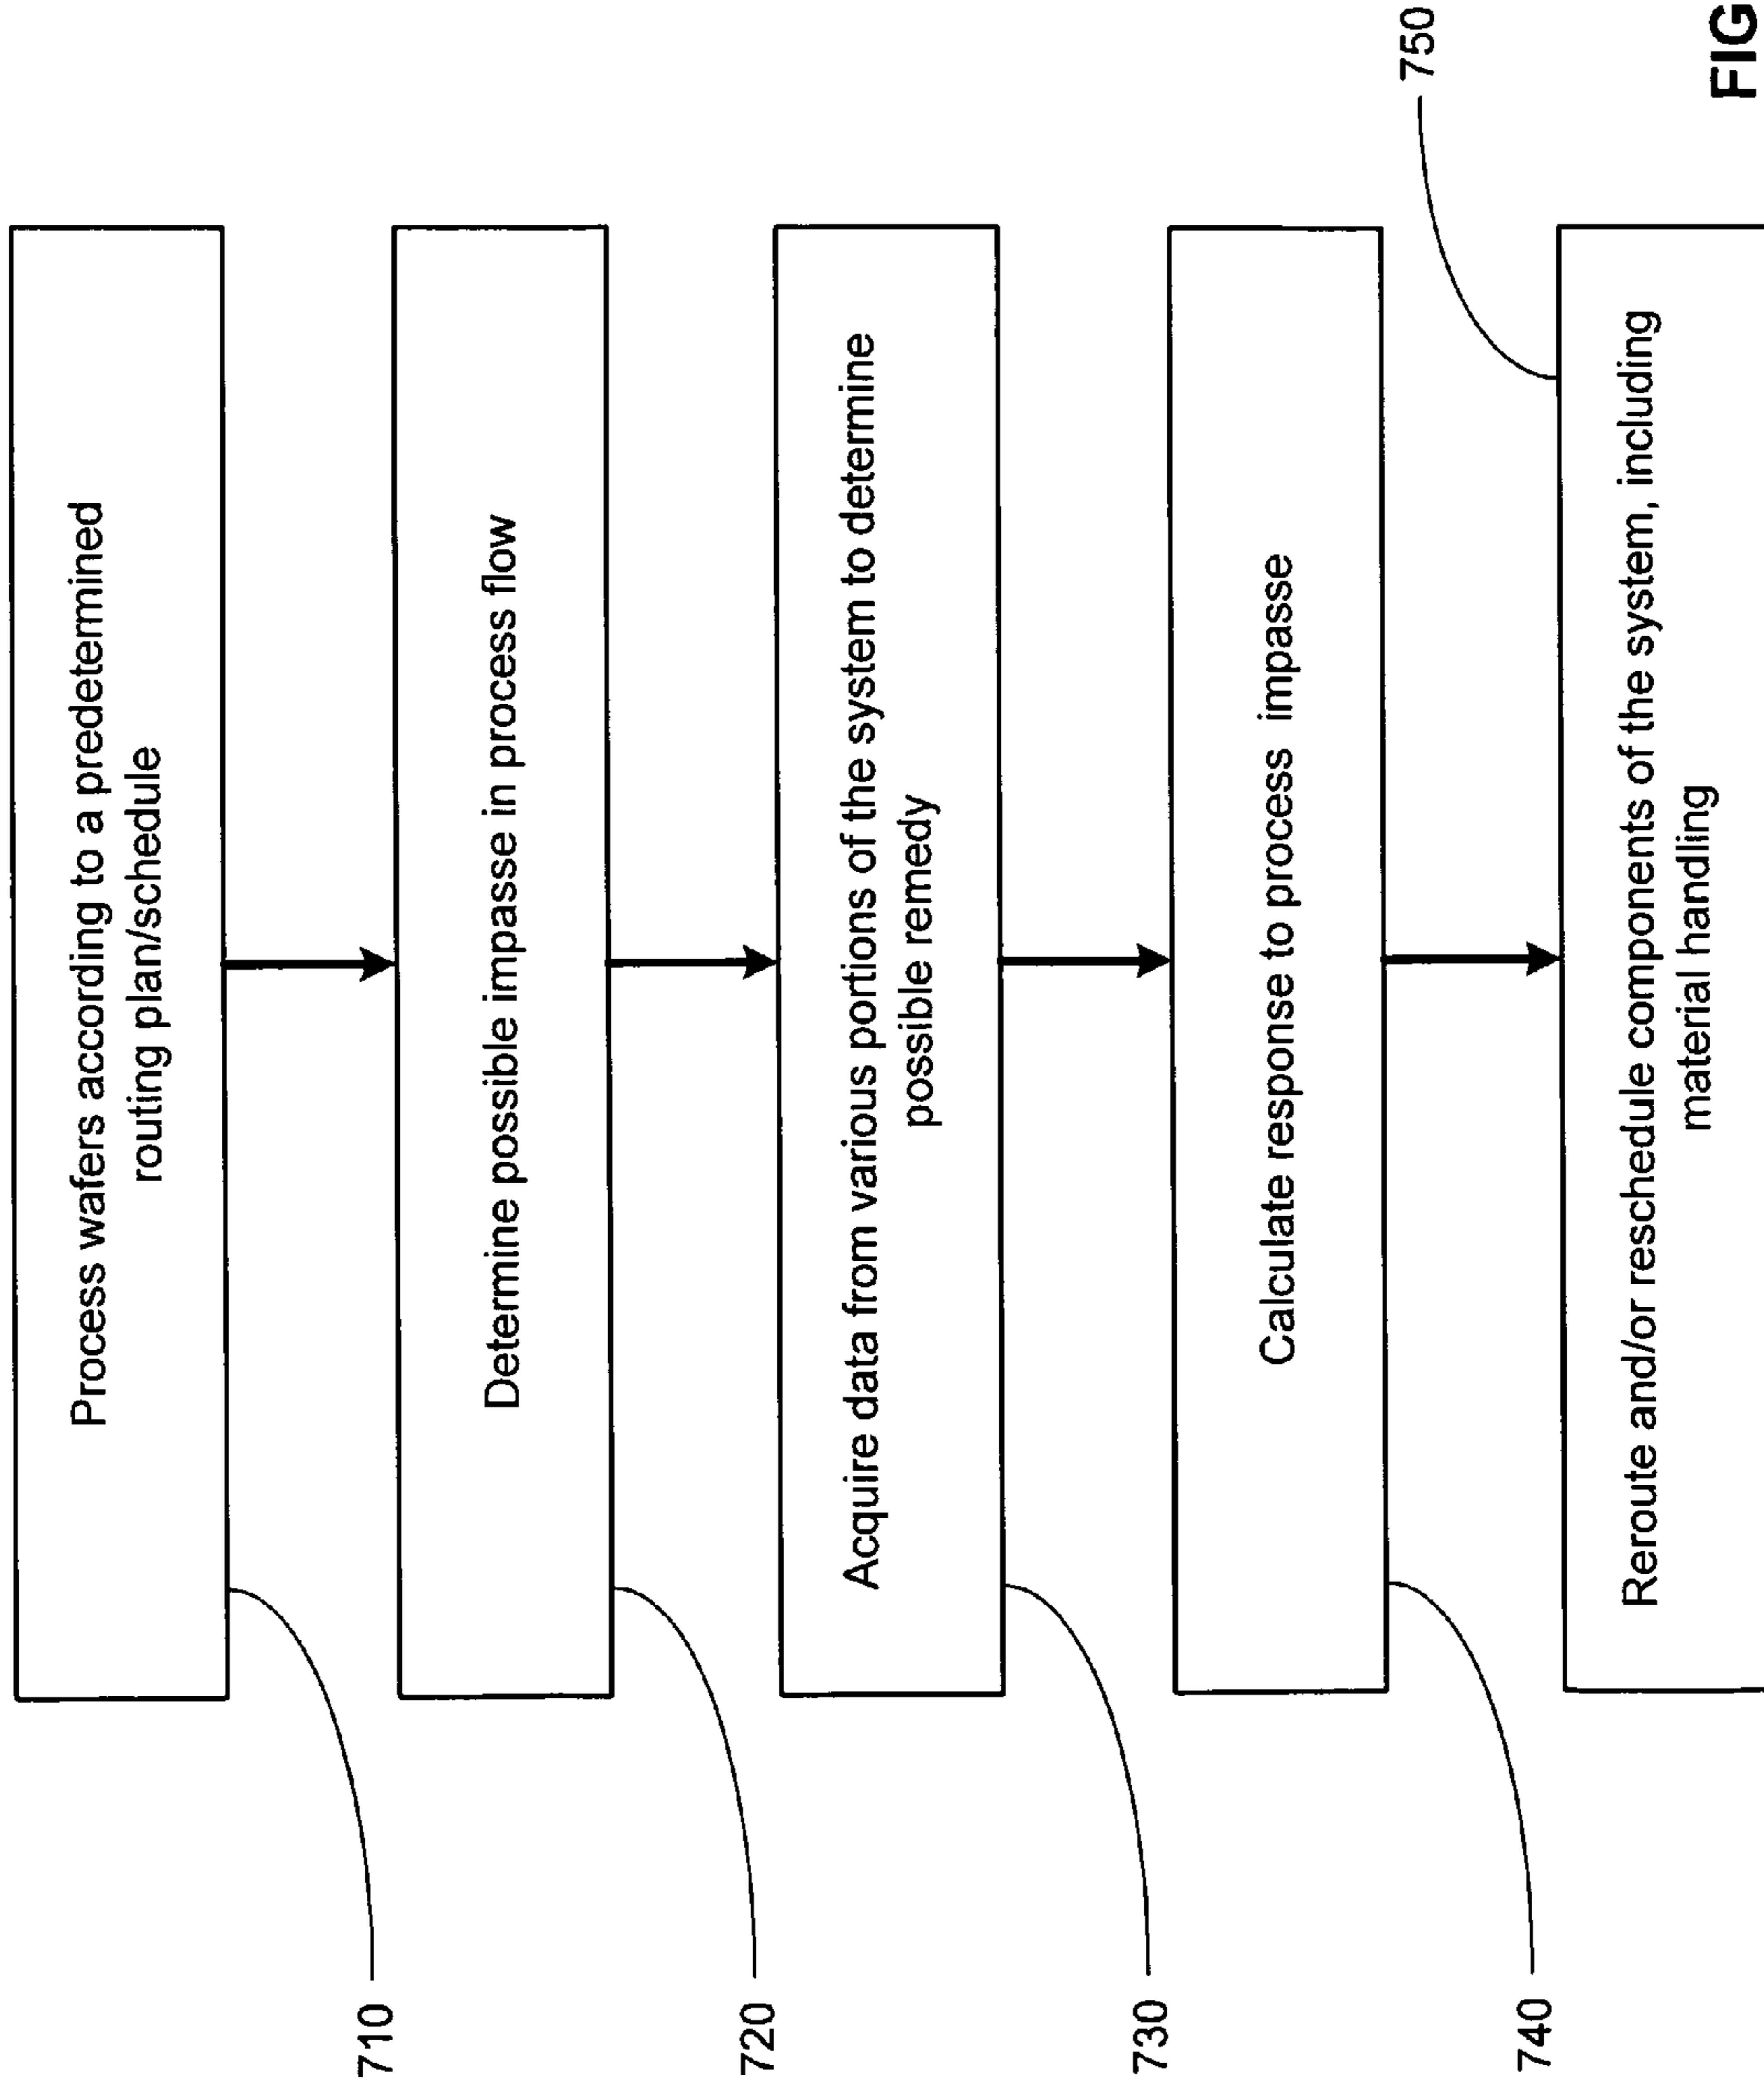 Process wafers according to a predetermined
routing plan/schedule
710
Determine possible impasse in process flow
720
Acquire data from various portions of the system to determine
possible remedy
730
Calculate response to process impasse
740
750
Reroute and/or reschedule components of the system, including
material handling
FIG